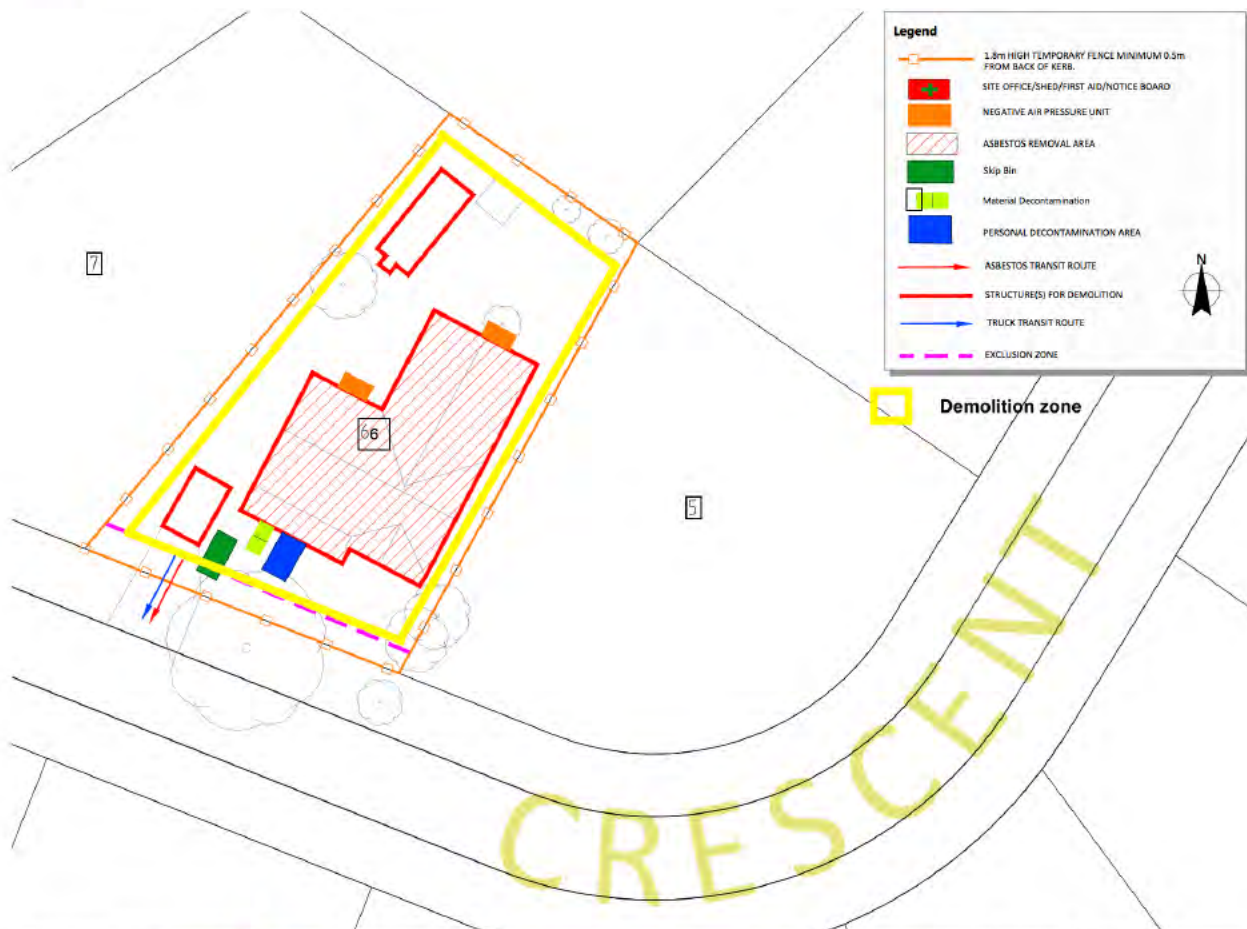 Legend
1.8m HIGH TEMPORARY FENCE MINIMUM 0.5m
FROM BACK OF KERB.
SITE OFFICE/SHED/FIRST AID/NOTICE BOARD
NEGATIVE AIR PRESSURE UNIT
ASBESTOS REMOVAL AREA
Skip Bin
Material Decontamination
PERSONAL DECONTAMINATION AREA
ASBESTOS TRANSIT ROUTE
N
STRUCTURE(S) FOR DEMOLITION
TRUCK TRANSIT ROUTE
EXCLUSION ZONE
Demolition zone
7
66
5
CRESCENT